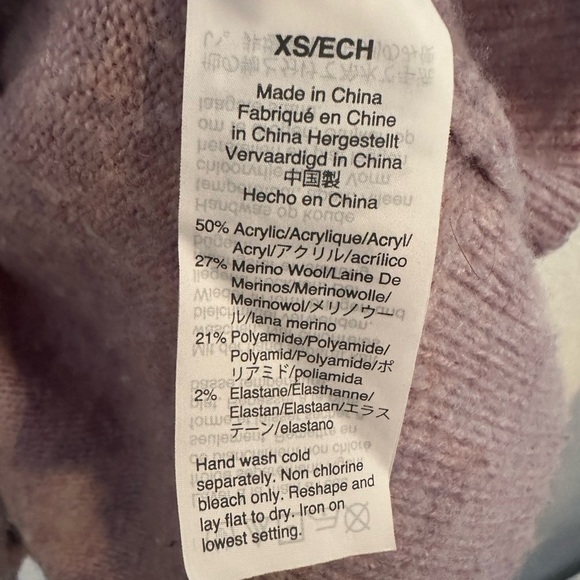 XS/ECH
Made in China
Fabriqué en Chine
in China Hergestellt
Vervaardigd in China
中国製
Hecho en China
50% Acrylic/Acrylique/Acryl/
Acryl/アクリル/acrílico
27% Merino Wool/Laine De
Merinos/Merinowolle/
Merinowol/メリノウー
ル/lana merino
21% Polyamide/Polyamide/
Polyamid/Polyamide/ポ
リアミド/poliamida
2% Elastane/Élasthanne/
Elastan/Elastaan/エラス
テーン/elastano
Hand wash cold
separately. Non chlorine
bleach only. Reshape and
lay flat to dry. Iron on
lowest setting.